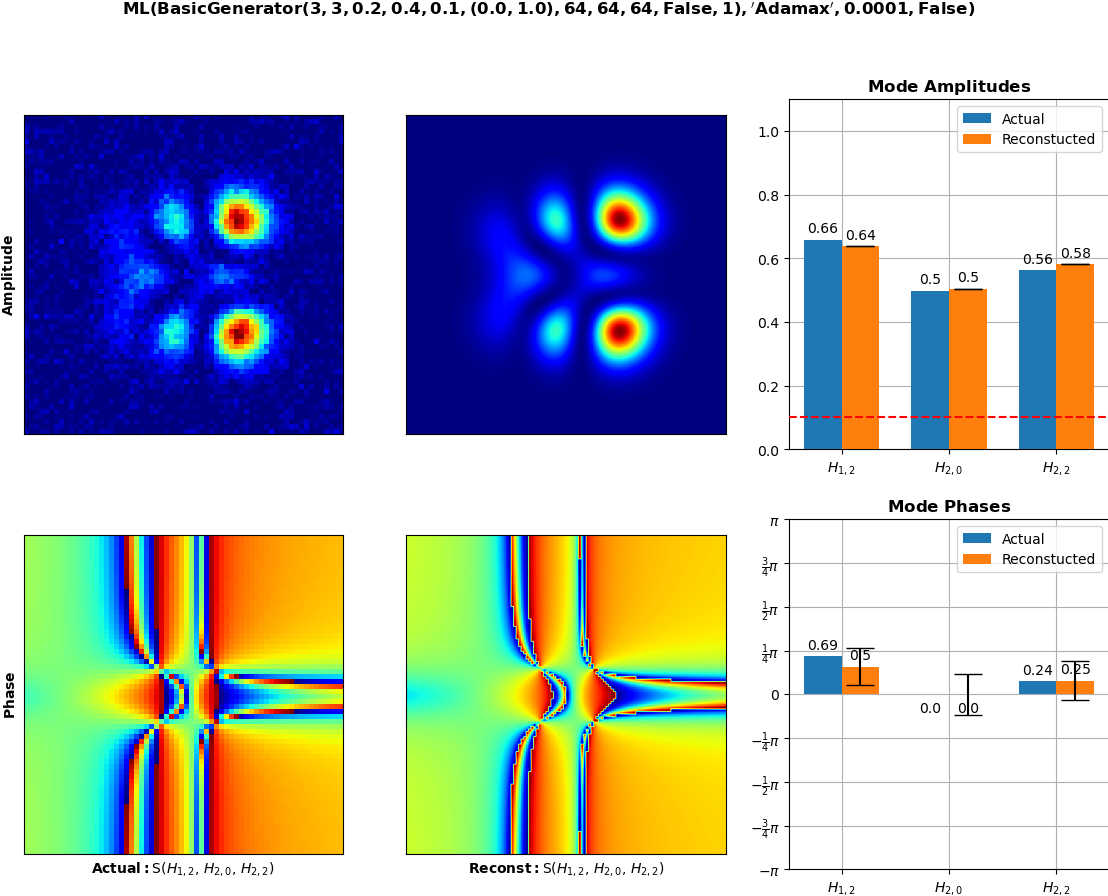 ML(BasicGenerator(3, 3, 0.2, 0.4, 0.1, (0.0, 1.0), 64, 64, 64, False, 1), ′Adamax′, 0.0001, False)
Amplitude
Mode Amplitudes
Actual
Reconstucted
1.0
0.8
0.6
0.4
0.2
0.0
0.66
0.64
0.5
0.5
0.56
0.58
H₁,₂
H₂,₀
H₂,₂
Phase
Actual: S(H₁,₂, H₂,₀, H₂,₂)
Reconst: S(H₁,₂, H₂,₀, H₂,₂)
Mode Phases
Actual
Reconstucted
π
¾π
½π
¼π
0
−¼π
−½π
−¾π
−π
0.69
0.5
0.0
0.0
0.24
0.25
H₁,₂
H₂,₀
H₂,₂